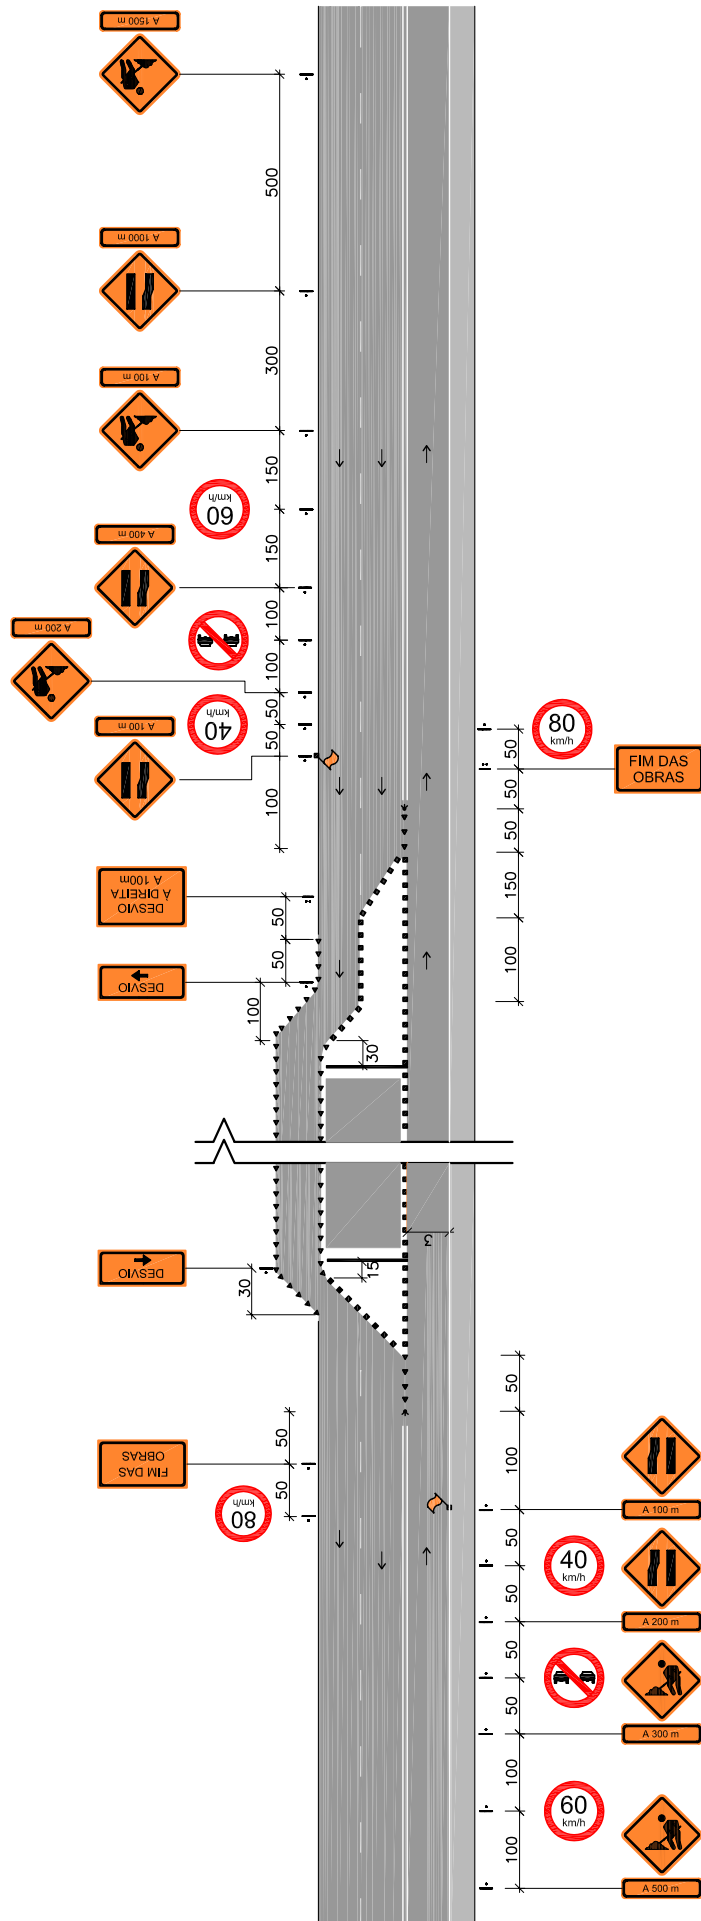 A 1500 m
500
A 1000 m
300
A 100 m
150
60
km/h
150
A 400 m
100
100
A 200 m
50
40
km/h
50
A 100 m
100
80
km/h
50
FIM DAS
OBRAS
50
50
150
100
DESVIO
À DIREITA
A 100m
50
50
DESVIO
100
30
3
DESVIO
30
15
50
FIM DAS
OBRAS
50
50
80
km/h
100
A 100 m
50
40
km/h
50
A 200 m
50
50
A 300 m
100
60
km/h
100
A 500 m